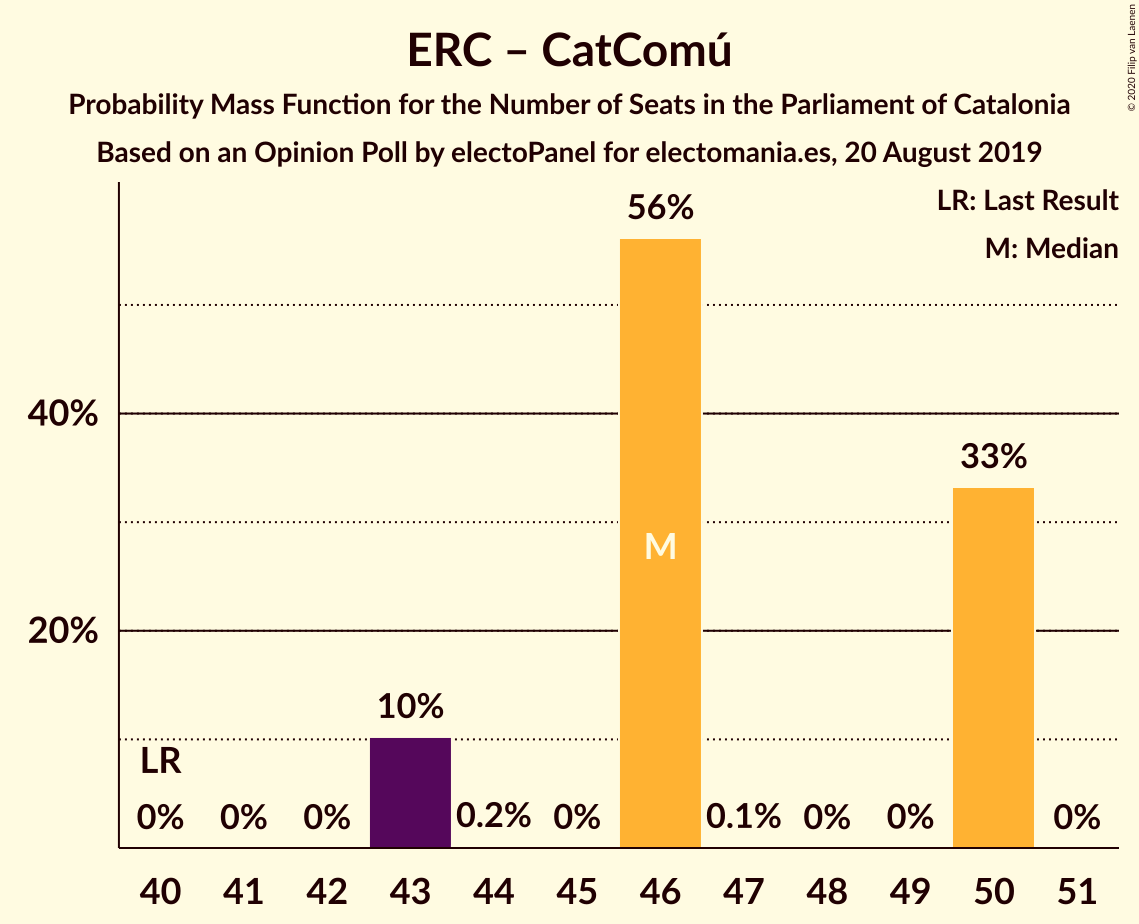 ERC – CatComú
Probability Mass Function for the Number of Seats in the Parliament of Catalonia
Based on an Opinion Poll by electoPanel for electomania.es, 20 August 2019
© 2020 Filip van Laenen
LR: Last Result
M: Median
56%
40%
33%
M
20%
10%
LR
0% 0% 0% 0.2% 0% 0.1% 0% 0% 0%
40 41 42 43 44 45 46 47 48 49 50 51